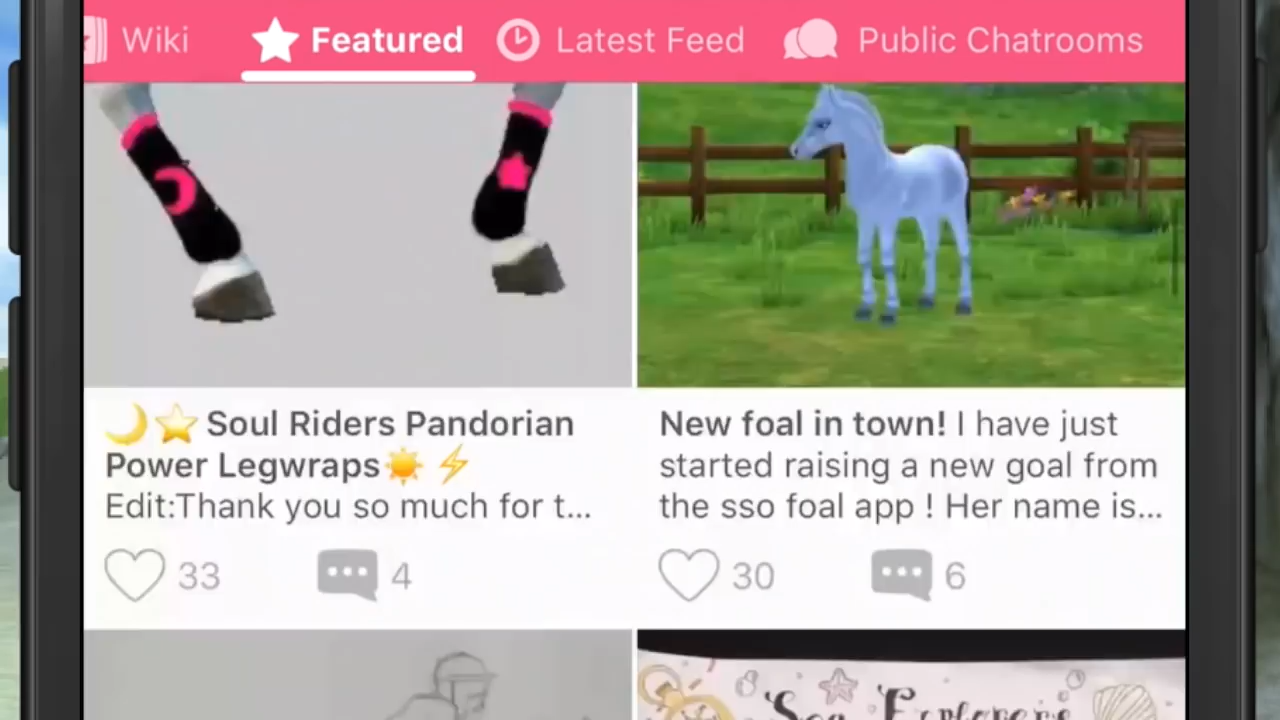 Wiki Featured Latest Feed Public Chatrooms
🌙⭐ Soul Riders Pandorian
Power Legwraps☀️⚡
Edit:Thank you so much for t...
33 4
New foal in town! I have just
started raising a new goal from
the sso foal app ! Her name is...
30 6